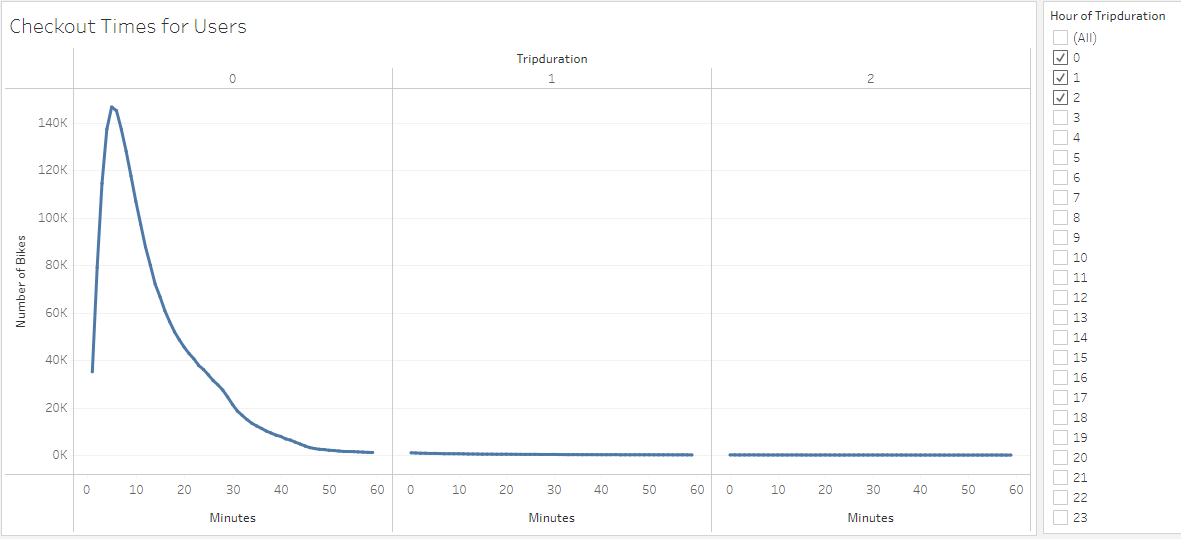 Checkout Times for Users
Tripduration
0 1 2
Number of Bikes
140K
120K
100K
80K
60K
40K
20K
0K
0 10 20 30 40 50 60 0 10 20 30 40 50 60 0 10 20 30 40 50 60
Minutes Minutes Minutes
Hour of Tripduration
(All)
0
1
2
3
4
5
6
7
8
9
10
11
12
13
14
15
16
17
18
19
20
21
22
23